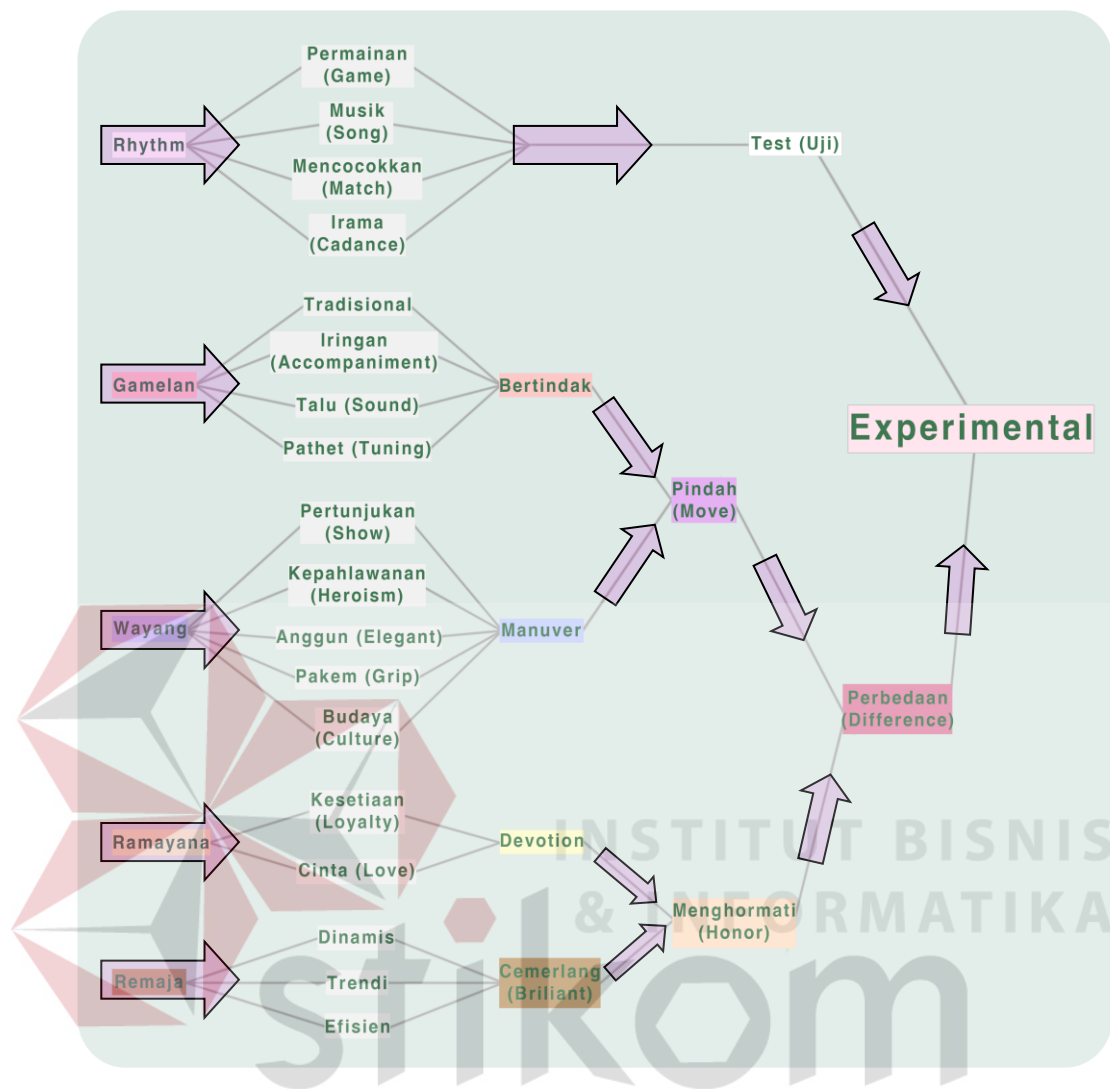 Permainan
(Game)
Musik
(Song)
Rhythm
Mencocokkan
(Match)
Irama
(Cadance)
Test (Uji)
Tradisional
Iringan
(Accompaniment)
Gamelan
Talu (Sound)
Pathet (Tuning)
Bertindak
Experimental
Pindah
(Move)
Pertunjukan
(Show)
Kepahlawanan
(Heroism)
Wayang
Anggun (Elegant)
Pakem (Grip)
Budaya
(Culture)
Manuver
Perbedaan
(Difference)
Kesetiaan
(Loyalty)
Ramayana
Cinta (Love)
Devotion
Menghormati
(Honor)
Dinamis
Remaja
Trendi
Efisien
Cemerlang
(Briliant)
INSTITUT BISNIS
& INFORMATIKA
stikom